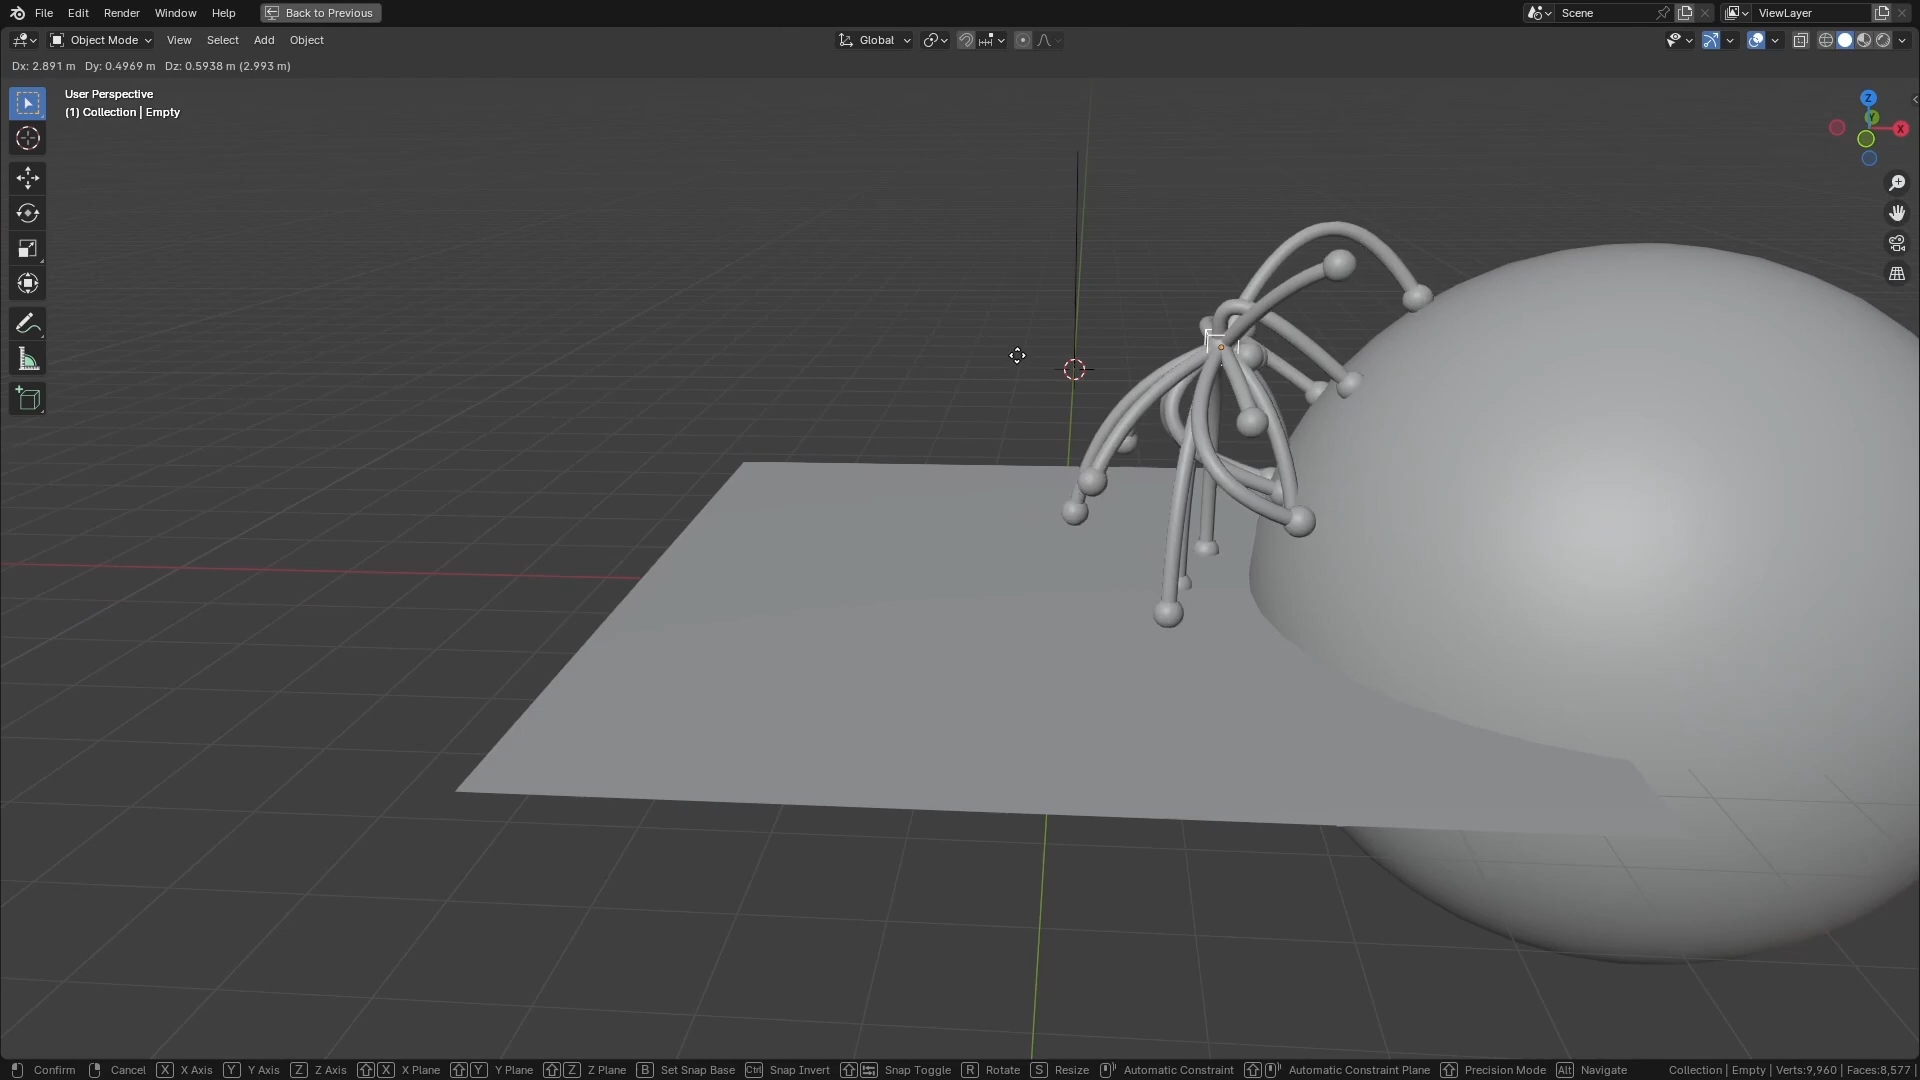 File Edit Render Window Help Back to Previous Scene ViewLayer
Object Mode View Select Add Object Global
Dx: 2.891 m Dy: 0.4969 m Dz: 0.5938 m (2.993 m)
User Perspective
(1) Collection | Empty
Z
Y
X
Confirm Cancel X X Axis Y Y Axis Z Z Axis X X Plane Y Y Plane Z Z Plane B Set Snap Base Ctrl Snap Invert Snap Toggle R Rotate S Resize Automatic Constraint Automatic Constraint Plane Precision Mode Alt Navigate Collection | Empty | Verts:9,960 | Faces:8,577 |